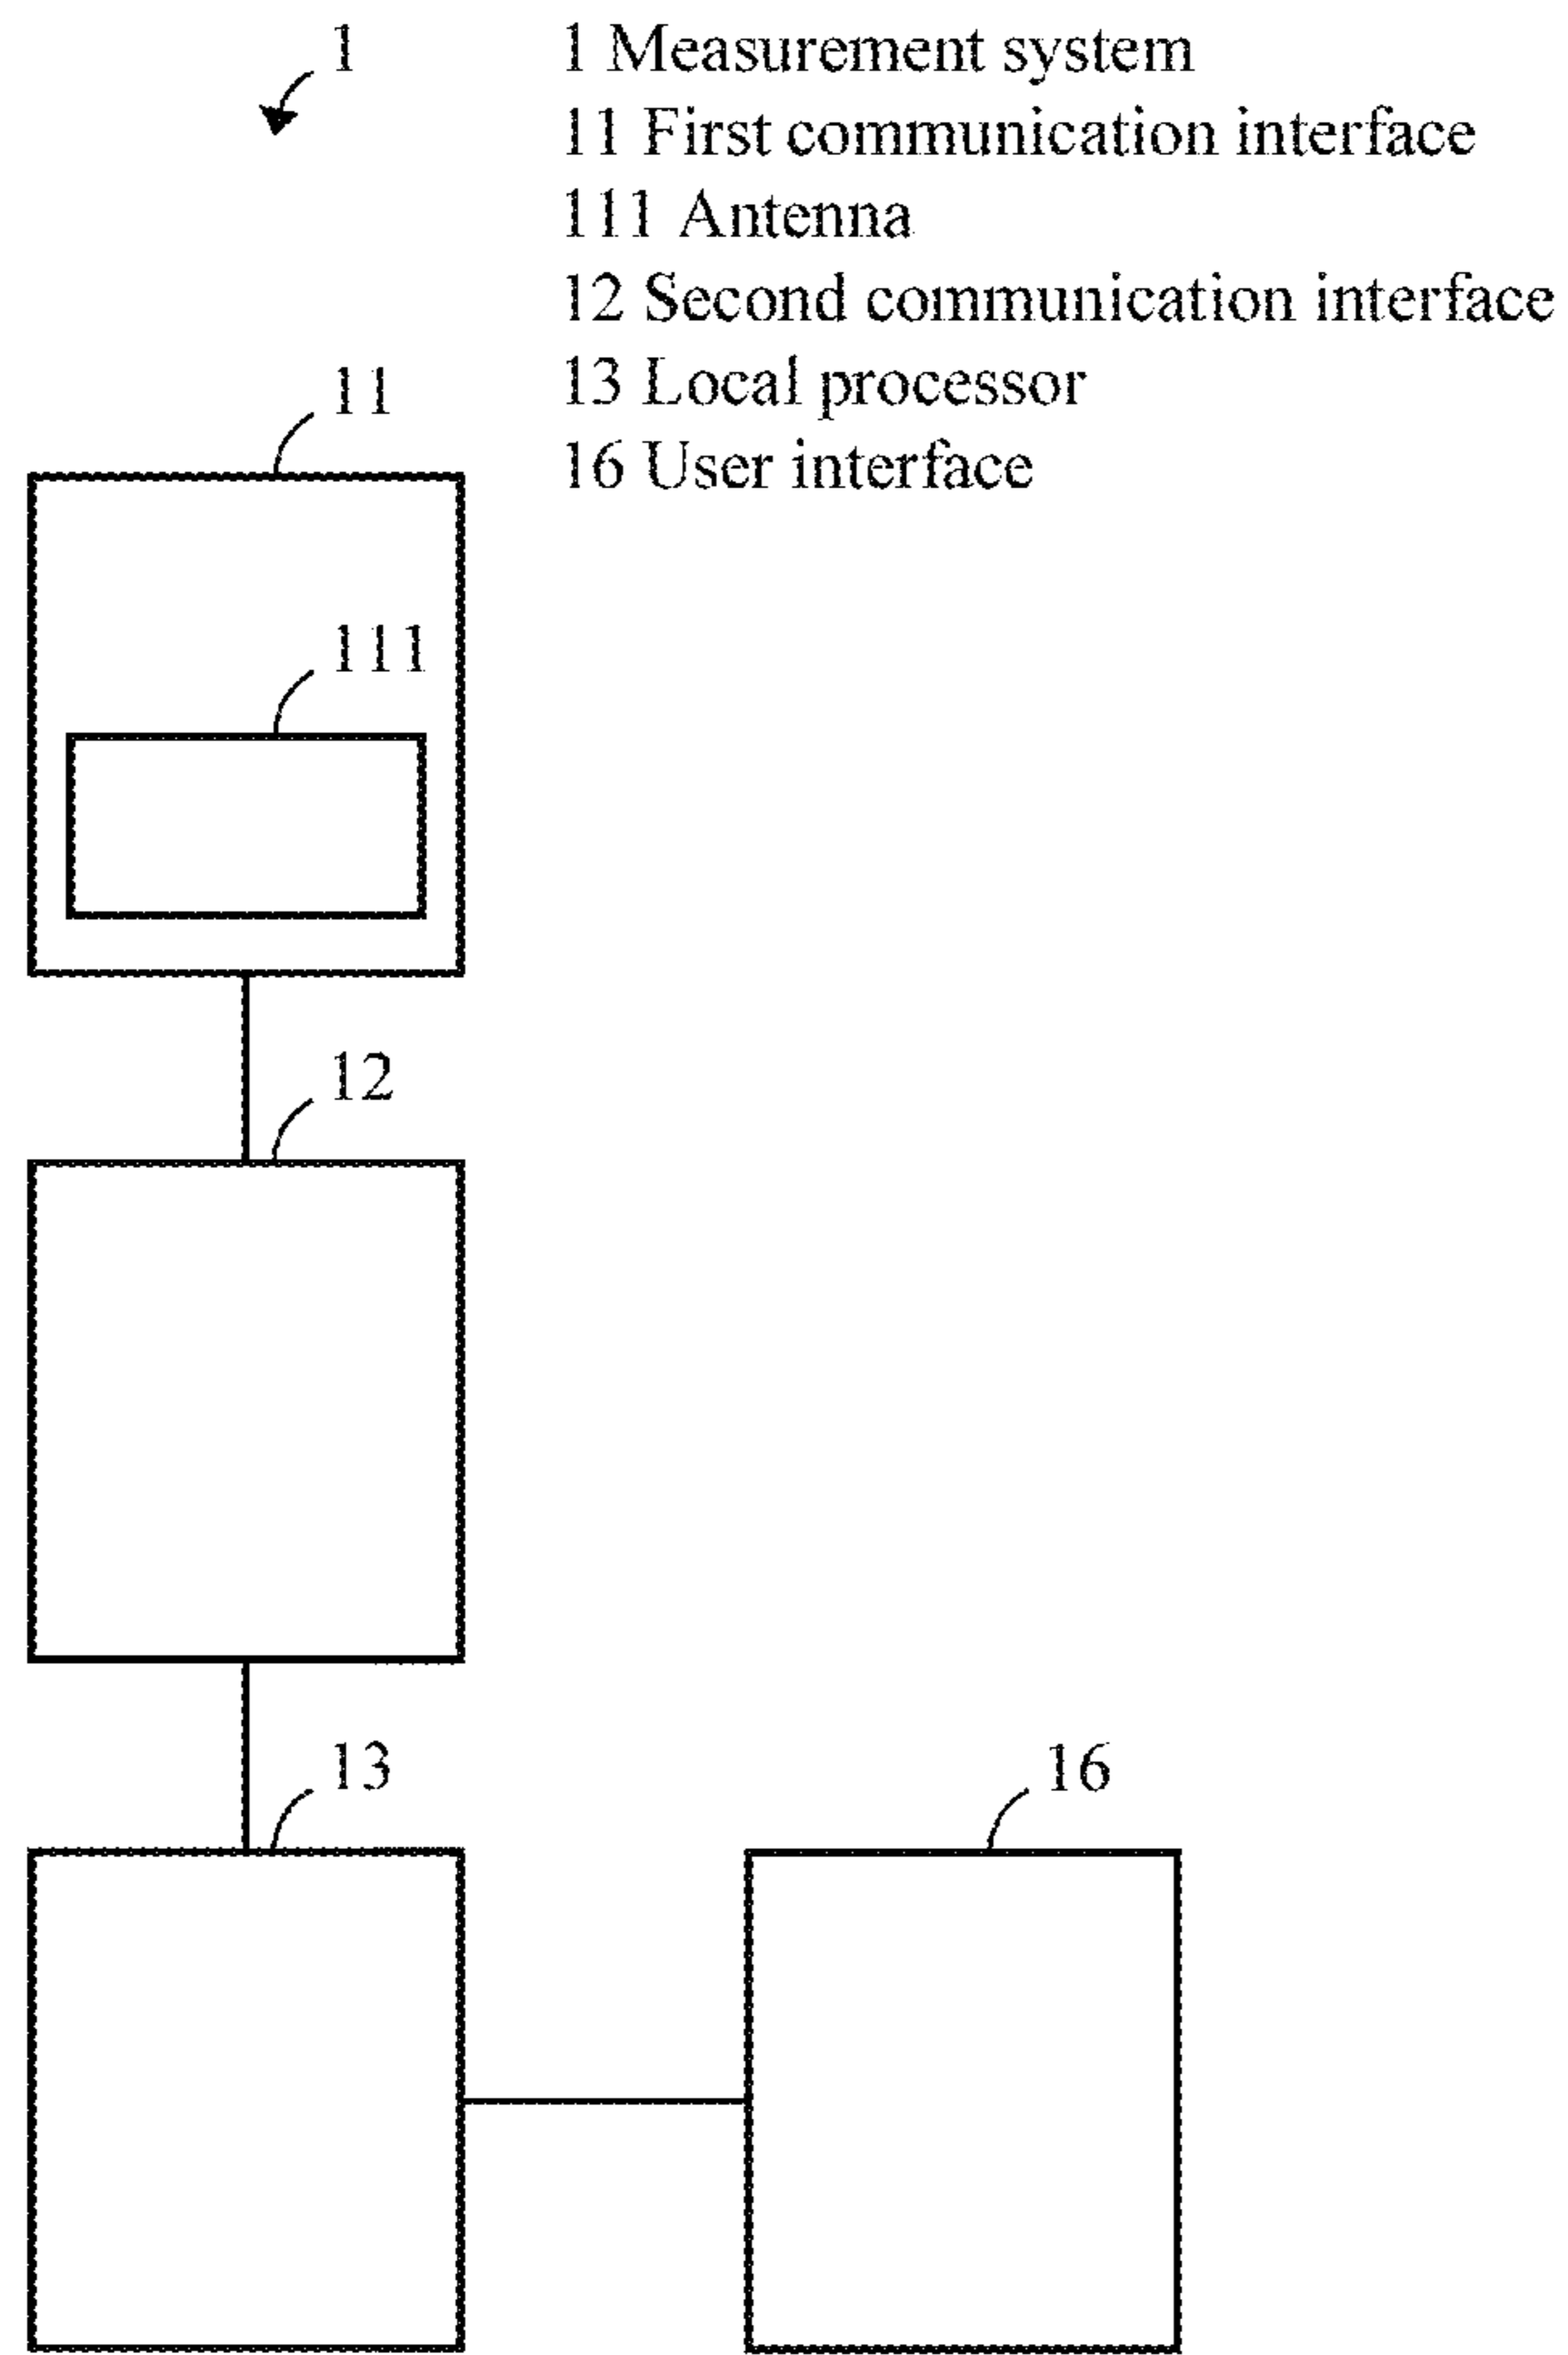 1
1 Measurement system
11 First communication interface
111 Antenna
12 Second communication interface
13 Local processor
16 User interface
11
111
12
13
16